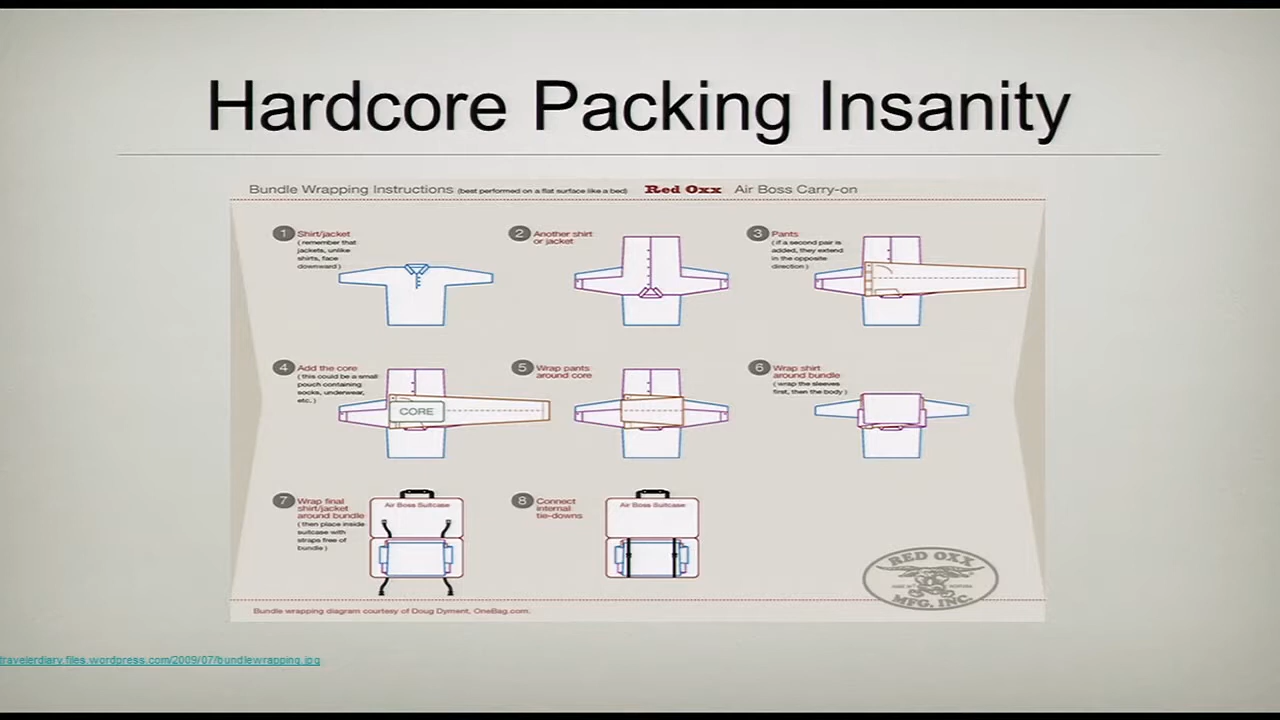 Hardcore Packing Insanity
Bundle Wrapping Instructions (best performed on a flat surface like a bed) Red Oxx Air Boss Carry-on
1 Shirt/jacket
( remember that
jackets, unlike
shirts, face
downward )
2 Another shirt
or jacket
3 Pants
( if a second pair is
added, they extend
in the opposite
direction )
4 Add the core
( this could be a small
pouch containing
socks, underwear,
etc. )
CORE
5 Wrap pants
around core
6 Wrap shirt
around bundle
( wrap the sleeves
first, then the body )
7 Wrap final
shirt/jacket
around bundle
( then place inside
suitcase with
straps free of
bundle )
Air Boss Suitcase
8 Connect
internal
tie-downs
Air Boss Suitcase
RED OXX
MFG. INC.
Bundle wrapping diagram courtesy of Doug Dyment, OneBag.com.
travelerdiary.files.wordpress.com/2009/07/bundlewrapping.jpg